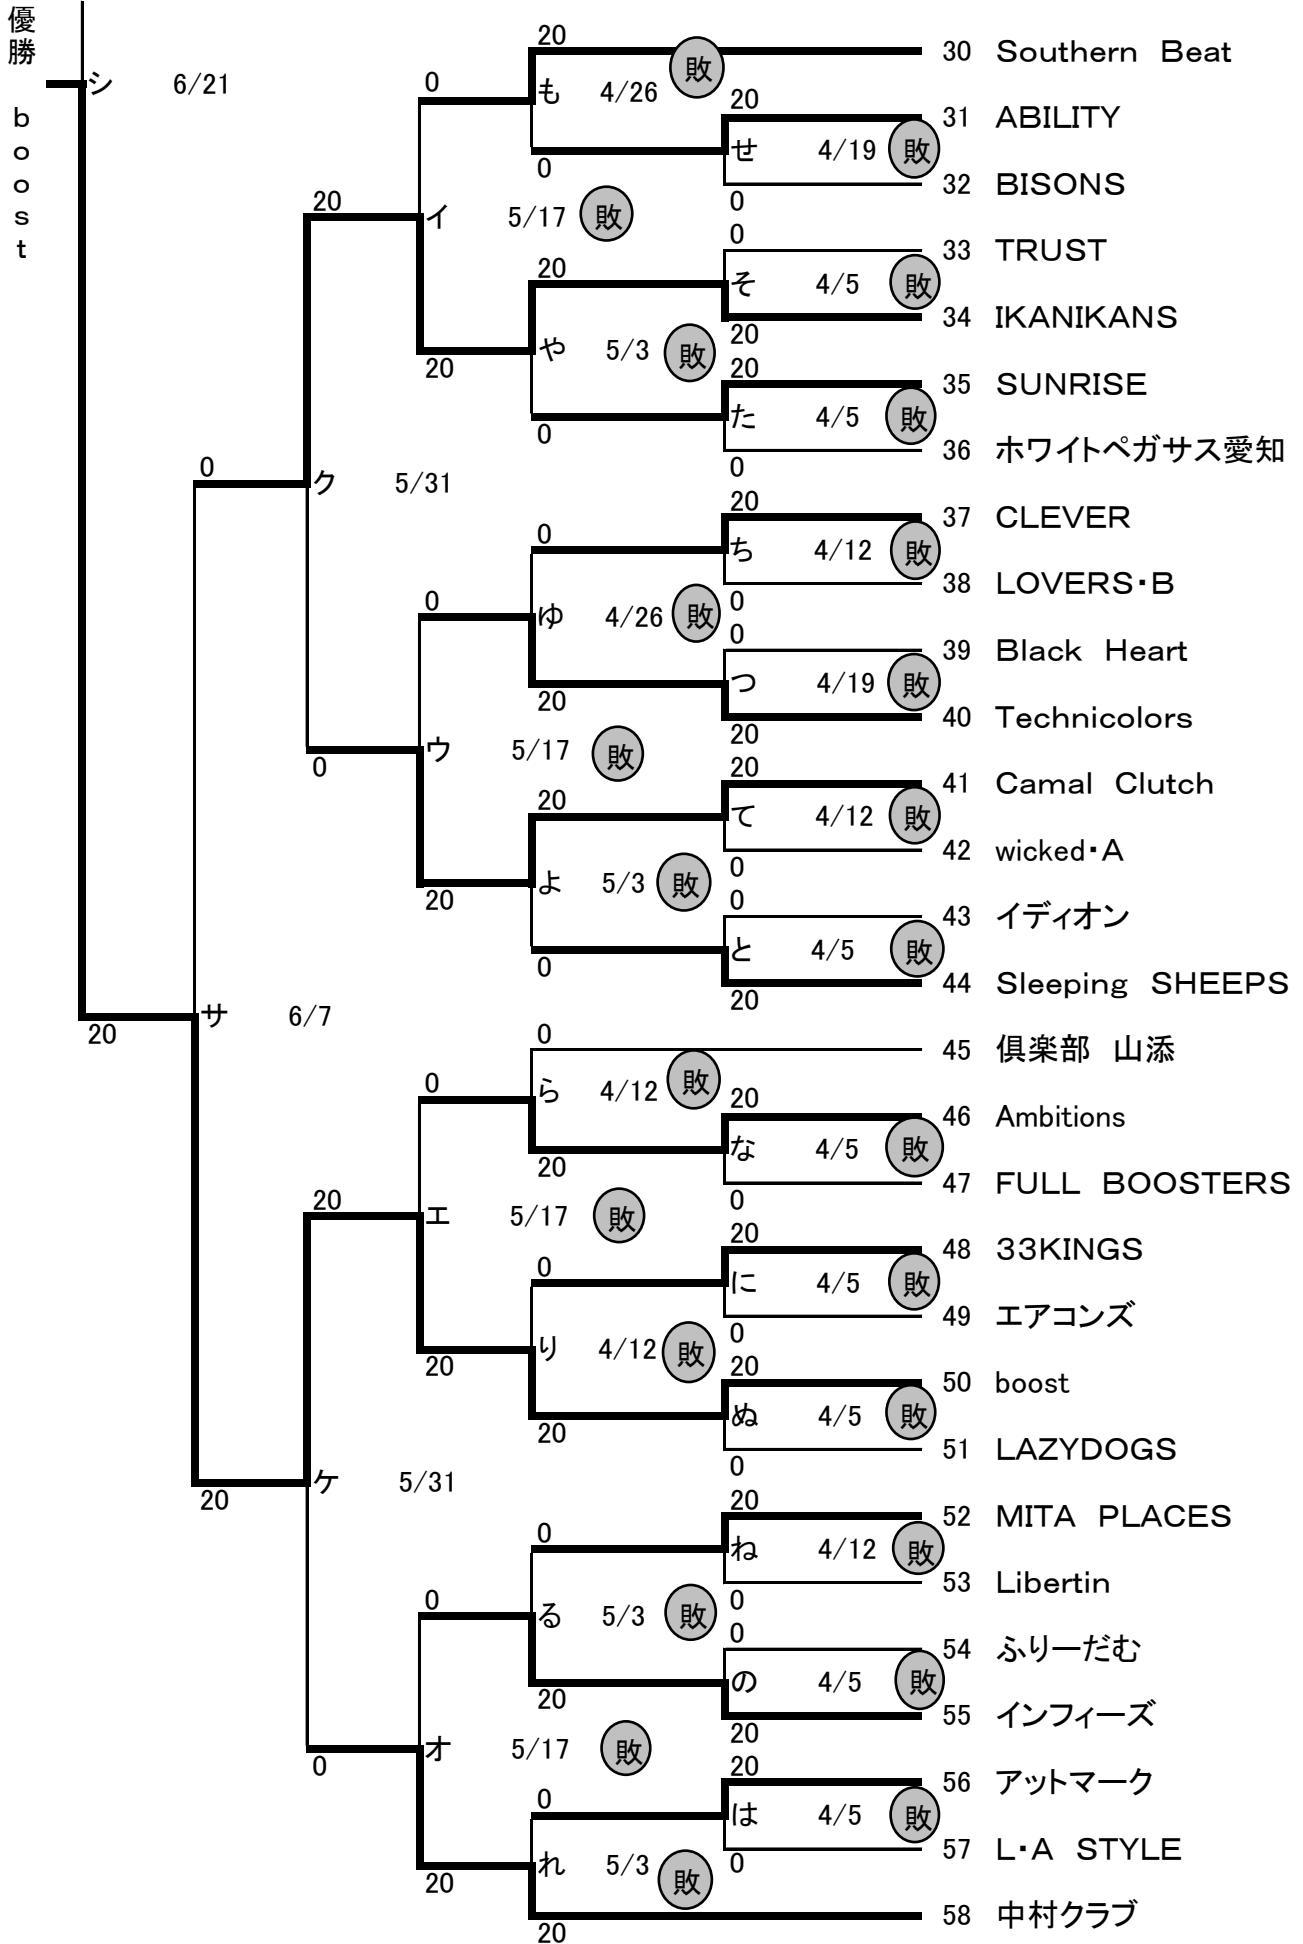 優勝 boost
シ 6/21
20
30 Southern Beat
0
も 4/26 敗
20
31 ABILITY
せ 4/19 敗
0
32 BISONS
0
20
イ 5/17 敗
0
33 TRUST
20
そ 4/5 敗
34 IKANIKANS
20
や 5/3 敗
20
20
35 SUNRISE
た 4/5 敗
0
36 ホワイトペガサス愛知
0
0
ク 5/31
20
37 CLEVER
0
ち 4/12 敗
38 LOVERS・B
0
0
ゆ 4/26 敗
0
39 Black Heart
つ 4/19 敗
20
40 Technicolors
20
ウ 5/17 敗
0
20
41 Camal Clutch
20
て 4/12 敗
42 wicked・A
0
よ 5/3 敗
20
0
43 イディオン
と 4/5 敗
0
44 Sleeping SHEEPS
20
サ 6/7
20
0
45 倶楽部 山添
0
ら 4/12 敗
20
46 Ambitions
な 4/5 敗
20
47 FULL BOOSTERS
0
20
エ 5/17 敗
20
48 33KINGS
0
に 4/5 敗
49 エアコンズ
0
り 4/12 敗
20
20
50 boost
ぬ 4/5 敗
20
51 LAZYDOGS
0
ケ 5/31
20
20
52 MITA PLACES
0
ね 4/12 敗
53 Libertin
0
0
る 5/3 敗
0
54 ふりーだむ
の 4/5 敗
20
55 インフィーズ
20
オ 5/17 敗
0
20
56 アットマーク
0
は 4/5 敗
57 L・A STYLE
0
れ 5/3 敗
20
58 中村クラブ
20